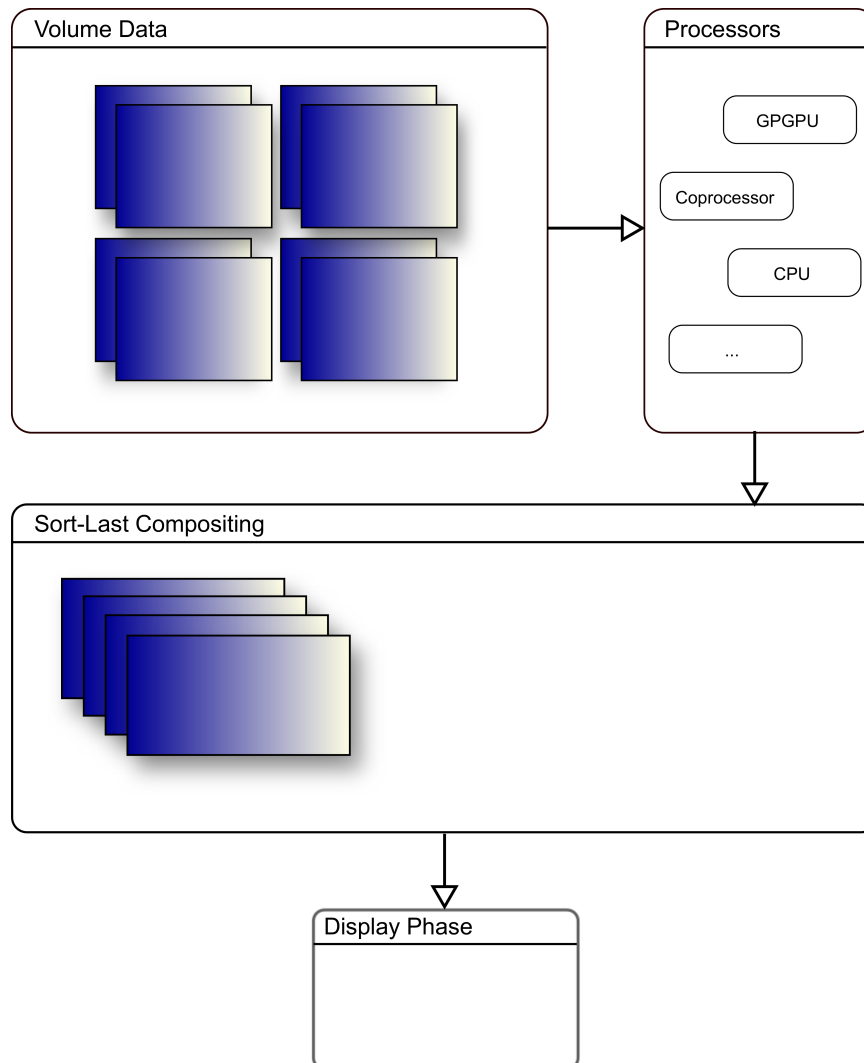 Volume Data
Processors
GPGPU
Coprocessor
CPU
...
Sort-Last Compositing
Display Phase